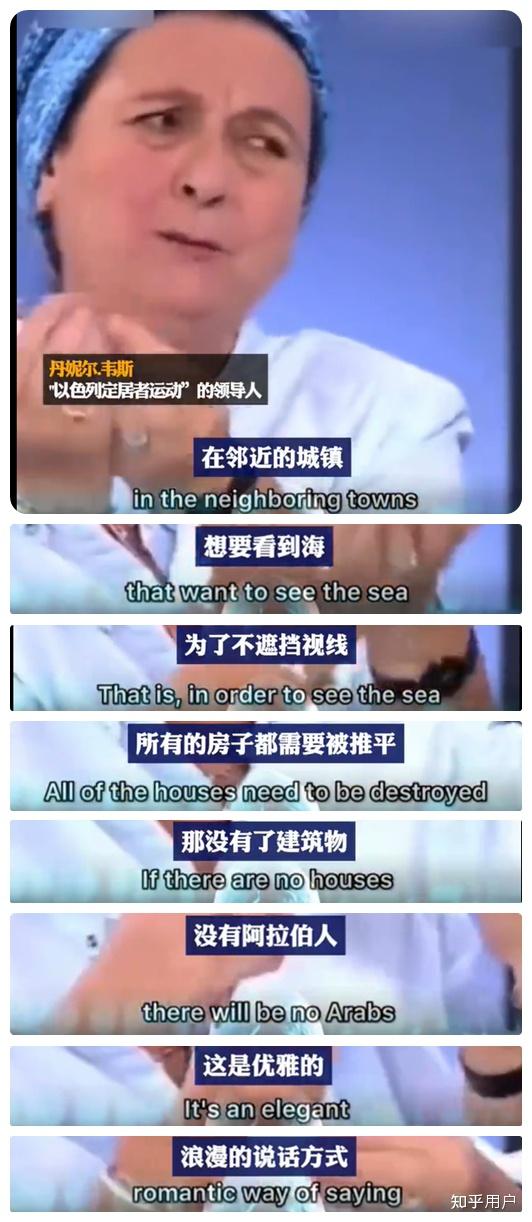 丹妮尔.韦斯
"以色列定居者运动”的领导人
在邻近的城镇
in the neighboring towns
想要看到海
that want to see the sea
为了不遮挡视线
That is, in order to see the sea
所有的房子都需要被推平
All of the houses need to be destroyed
那没有了建筑物
If there are no houses
没有阿拉伯人
there will be no Arabs
这是优雅的
It's an elegant
浪漫的说话方式
romantic way of saying
知乎用户